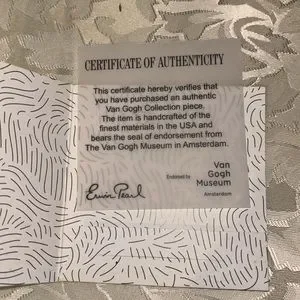 CERTIFICATE OF AUTHENTICITY
This certificate hereby verifies that
you have purchased an authentic
Van Gogh Collection piece.
The item is handcrafted of the
finest materials in the USA and
bears the seal of endorsement from
The Van Gogh Museum in Amsterdam.
Erwin Pearl
Endorsed by
Van
Gogh
Museum
Amsterdam